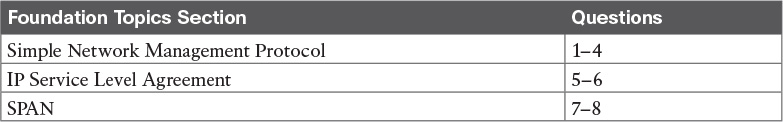 Foundation Topics Section Questions
Simple Network Management Protocol 1–4
IP Service Level Agreement 5–6
SPAN 7–8